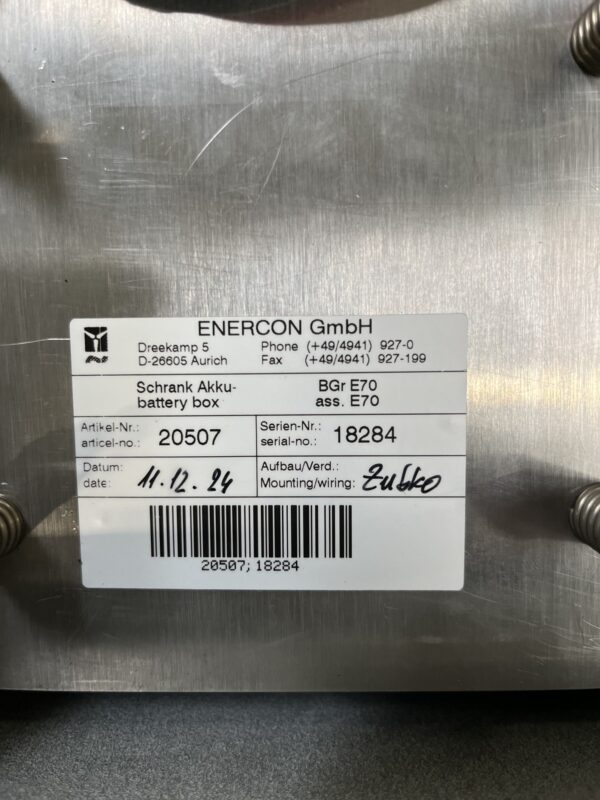 ENERCON GmbH
Dreekamp 5 Phone (+49/4941) 927-0
D-26605 Aurich Fax (+49/4941) 927-199
Schrank Akku- BGr E70
battery box ass. E70
Artikel-Nr.: Serien-Nr.:
articel-no.: 20507 serial-no.: 18284
Datum: Aufbau/Verd.:
date: 11.12.24 Mounting/wiring: Zubko
20507; 18284